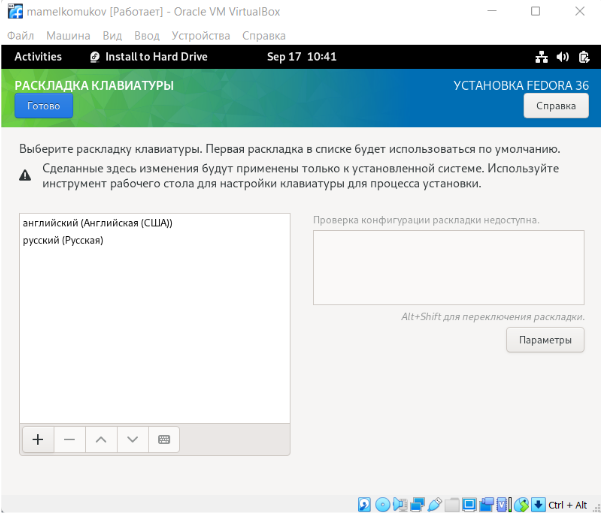 mamelkomukov [Работает] - Oracle VM VirtualBox
Файл Машина Вид Ввод Устройства Справка
Activities Install to Hard Drive Sep 17 10:41
РАСКЛАДКА КЛАВИАТУРЫ УСТАНОВКА FEDORA 36
Готово Справка
Выберите раскладку клавиатуры. Первая раскладка в списке будет использоваться по умолчанию.
Сделанные здесь изменения будут применены только к установленной системе. Используйте
инструмент рабочего стола для настройки клавиатуры для процесса установки.
английский (Английская (США))
русский (Русская)
Проверка конфигурации раскладки недоступна.
Alt+Shift для переключения раскладки.
Параметры
Ctrl + Alt